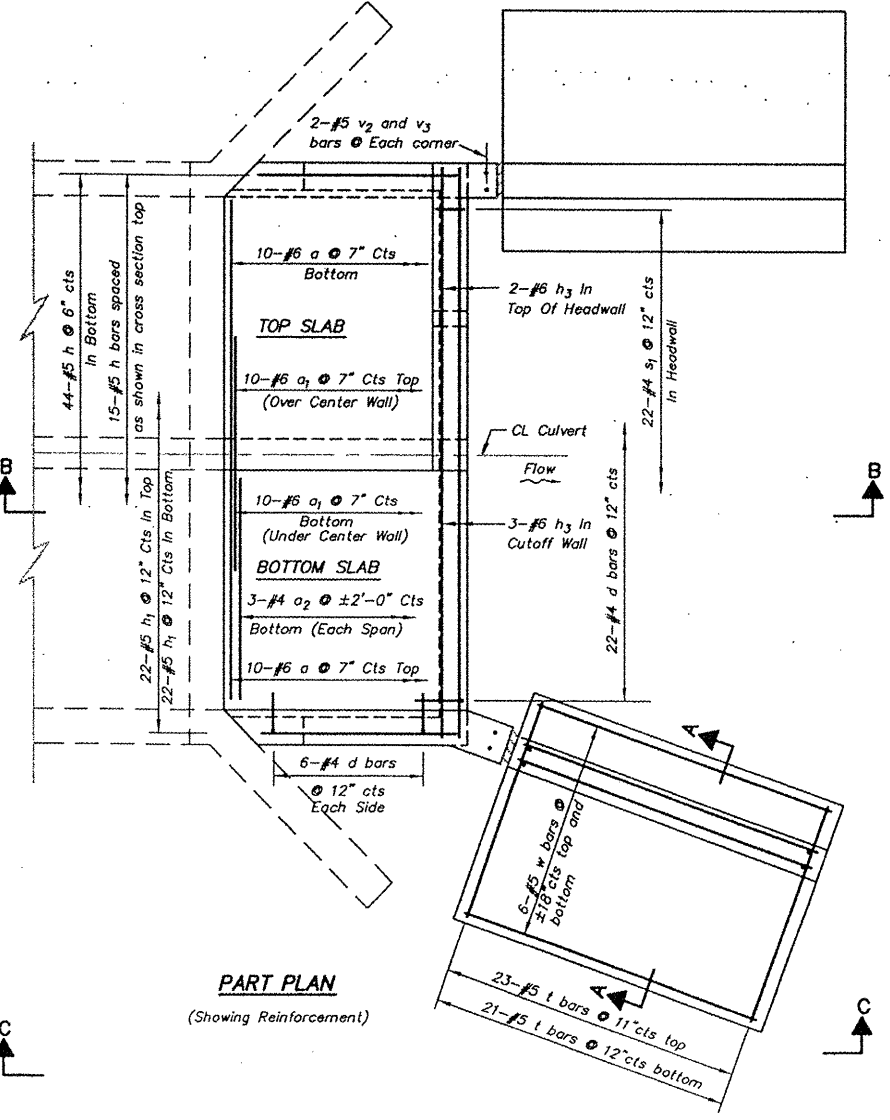 2-#5 v2 and v3
bars @ Each corner
10-#6 a @ 7" Cts
Bottom
2-#6 h3 In
Top Of Headwall
TOP SLAB
10-#6 a1 @ 7" Cts Top
(Over Center Wall)
CL Culvert
Flow
44-#5 h @ 6" cts
In Bottom
15-#5 h bars spaced
as shown in cross section top
22-#4 s1 @ 12" cts
In Headwall
B
B
10-#6 a1 @ 7" Cts
Bottom
(Under Center Wall)
3-#6 h3 In
Cutoff Wall
BOTTOM SLAB
3-#4 a2 @ ±2'-0" Cts
Bottom (Each Span)
10-#6 a @ 7" Cts Top
22-#5 h1 @ 12" Cts In Top
22-#5 h1 @ 12" Cts In Bottom
22-#4 d bars @ 12" cts
6-#4 d bars
@ 12" cts
Each Side
A
6-#5 w bars @
±18"cts top and
bottom
A
23-#5 t bars @ 11"cts top
21-#5 t bars @ 12"cts bottom
PART PLAN
(Showing Reinforcement)
C
C